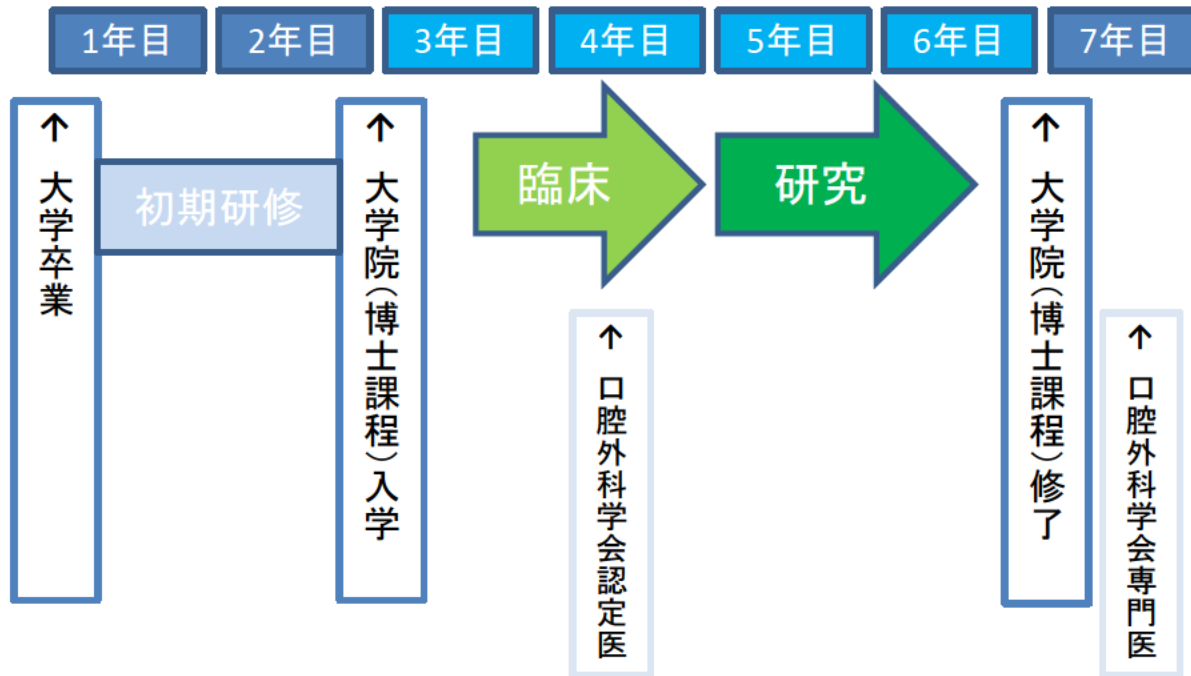 1年目
2年目
3年目
4年目
5年目
6年目
7年目
↑ 大学卒業
初期研修
↑ 大学院（博士課程）入学
臨床
研究
↑ 大学院（博士課程）修了
↑ 口腔外科学会認定医
↑ 口腔外科学会専門医